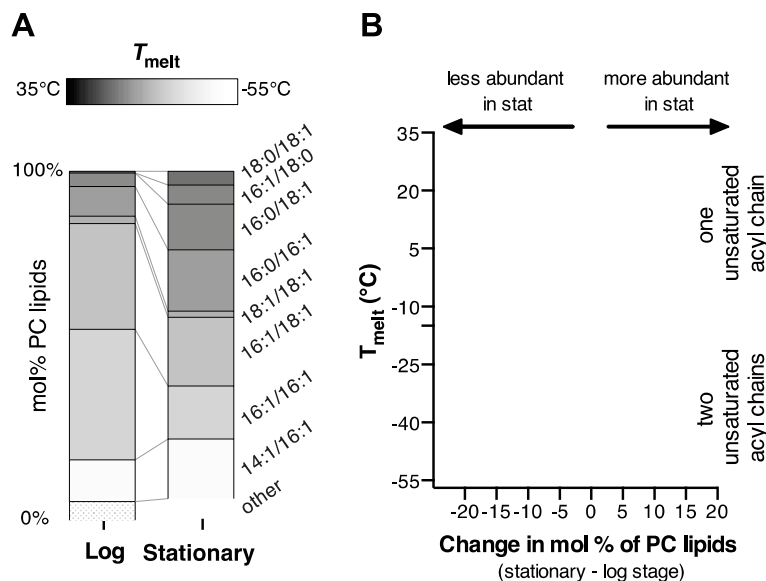 A
T melt
35°C
-55°C
100%
0%
mol% PC lipids
18:0/18:1
16:1/18:0
16:0/18:1
16:0/16:1
18:1/18:1
16:1/18:1
16:1/16:1
14:1/16:1
other
Log
Stationary
B
less abundant
in stat
more abundant
in stat
35
20
5
-10
-25
-40
-55
Tmelt (°C)
one
unsaturated
acyl chain
two
unsaturated
acyl chains
-20 -15 -10 -5 0 5 10 15 20
Change in mol % of PC lipids
(stationary - log stage)